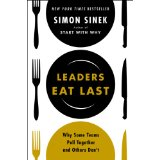 NEW YORK TIMES BESTSELLER
SIMON SINEK
AUTHOR OF
START WITH WHY
LEADERS
EAT LAST
Why Some Teams
Pull Together
and Others Don't